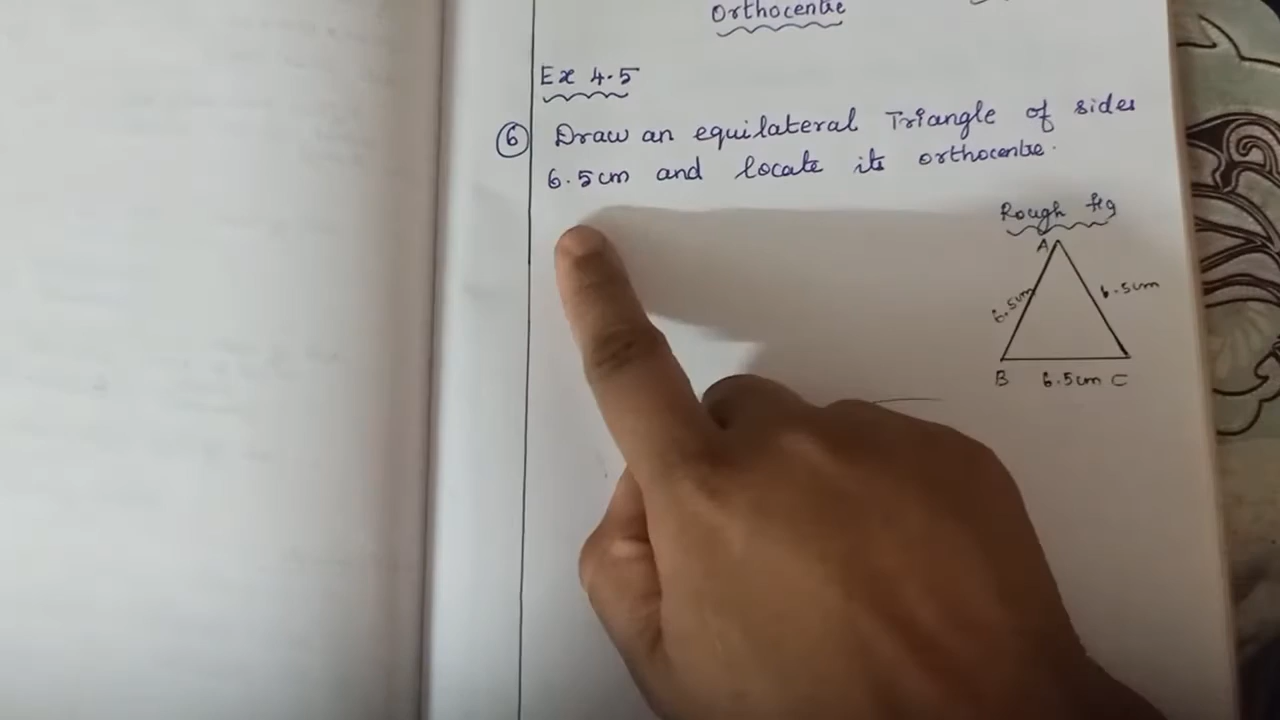 Orthocentre
Ex 4.5
6 Draw an equilateral Triangle of sides
6.5cm and locate its orthocentre.
Rough fig
A
6.5cm 6.5cm
B 6.5cm C